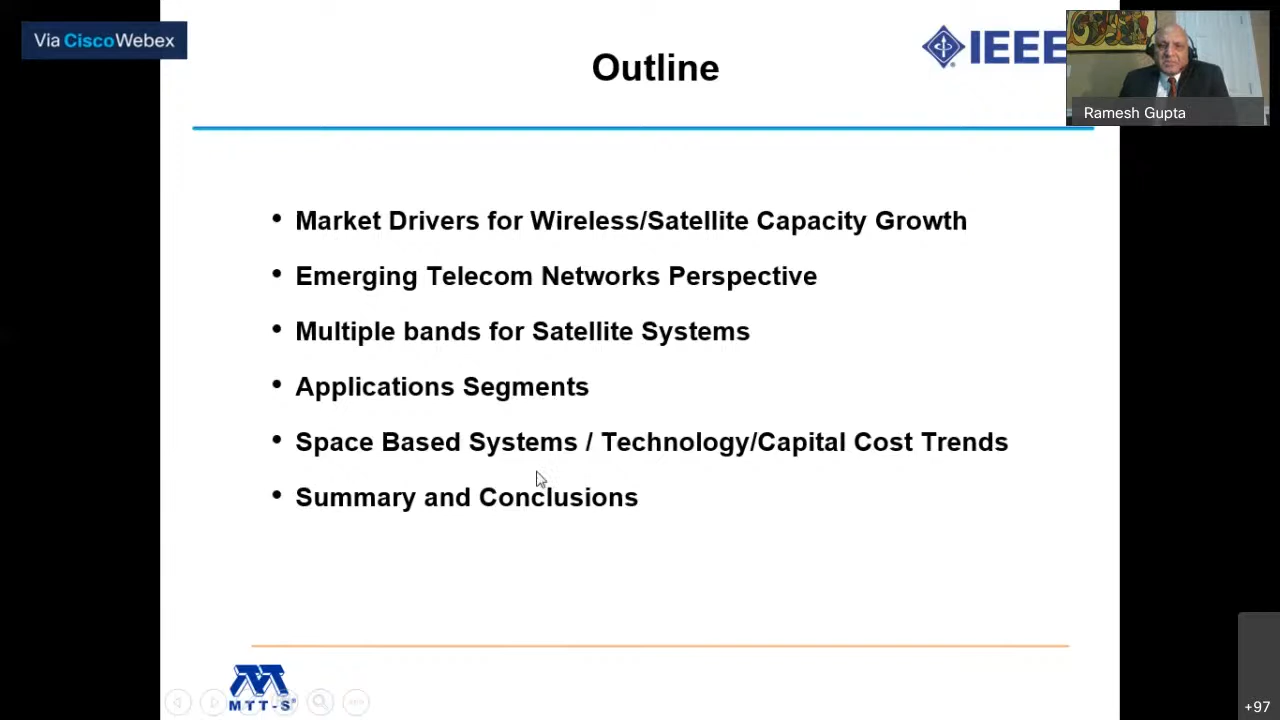 Via CiscoWebex
IEEE
Outline
Ramesh Gupta
• Market Drivers for Wireless/Satellite Capacity Growth
• Emerging Telecom Networks Perspective
• Multiple bands for Satellite Systems
• Applications Segments
• Space Based Systems / Technology/Capital Cost Trends
• Summary and Conclusions
MTT-S®
+97